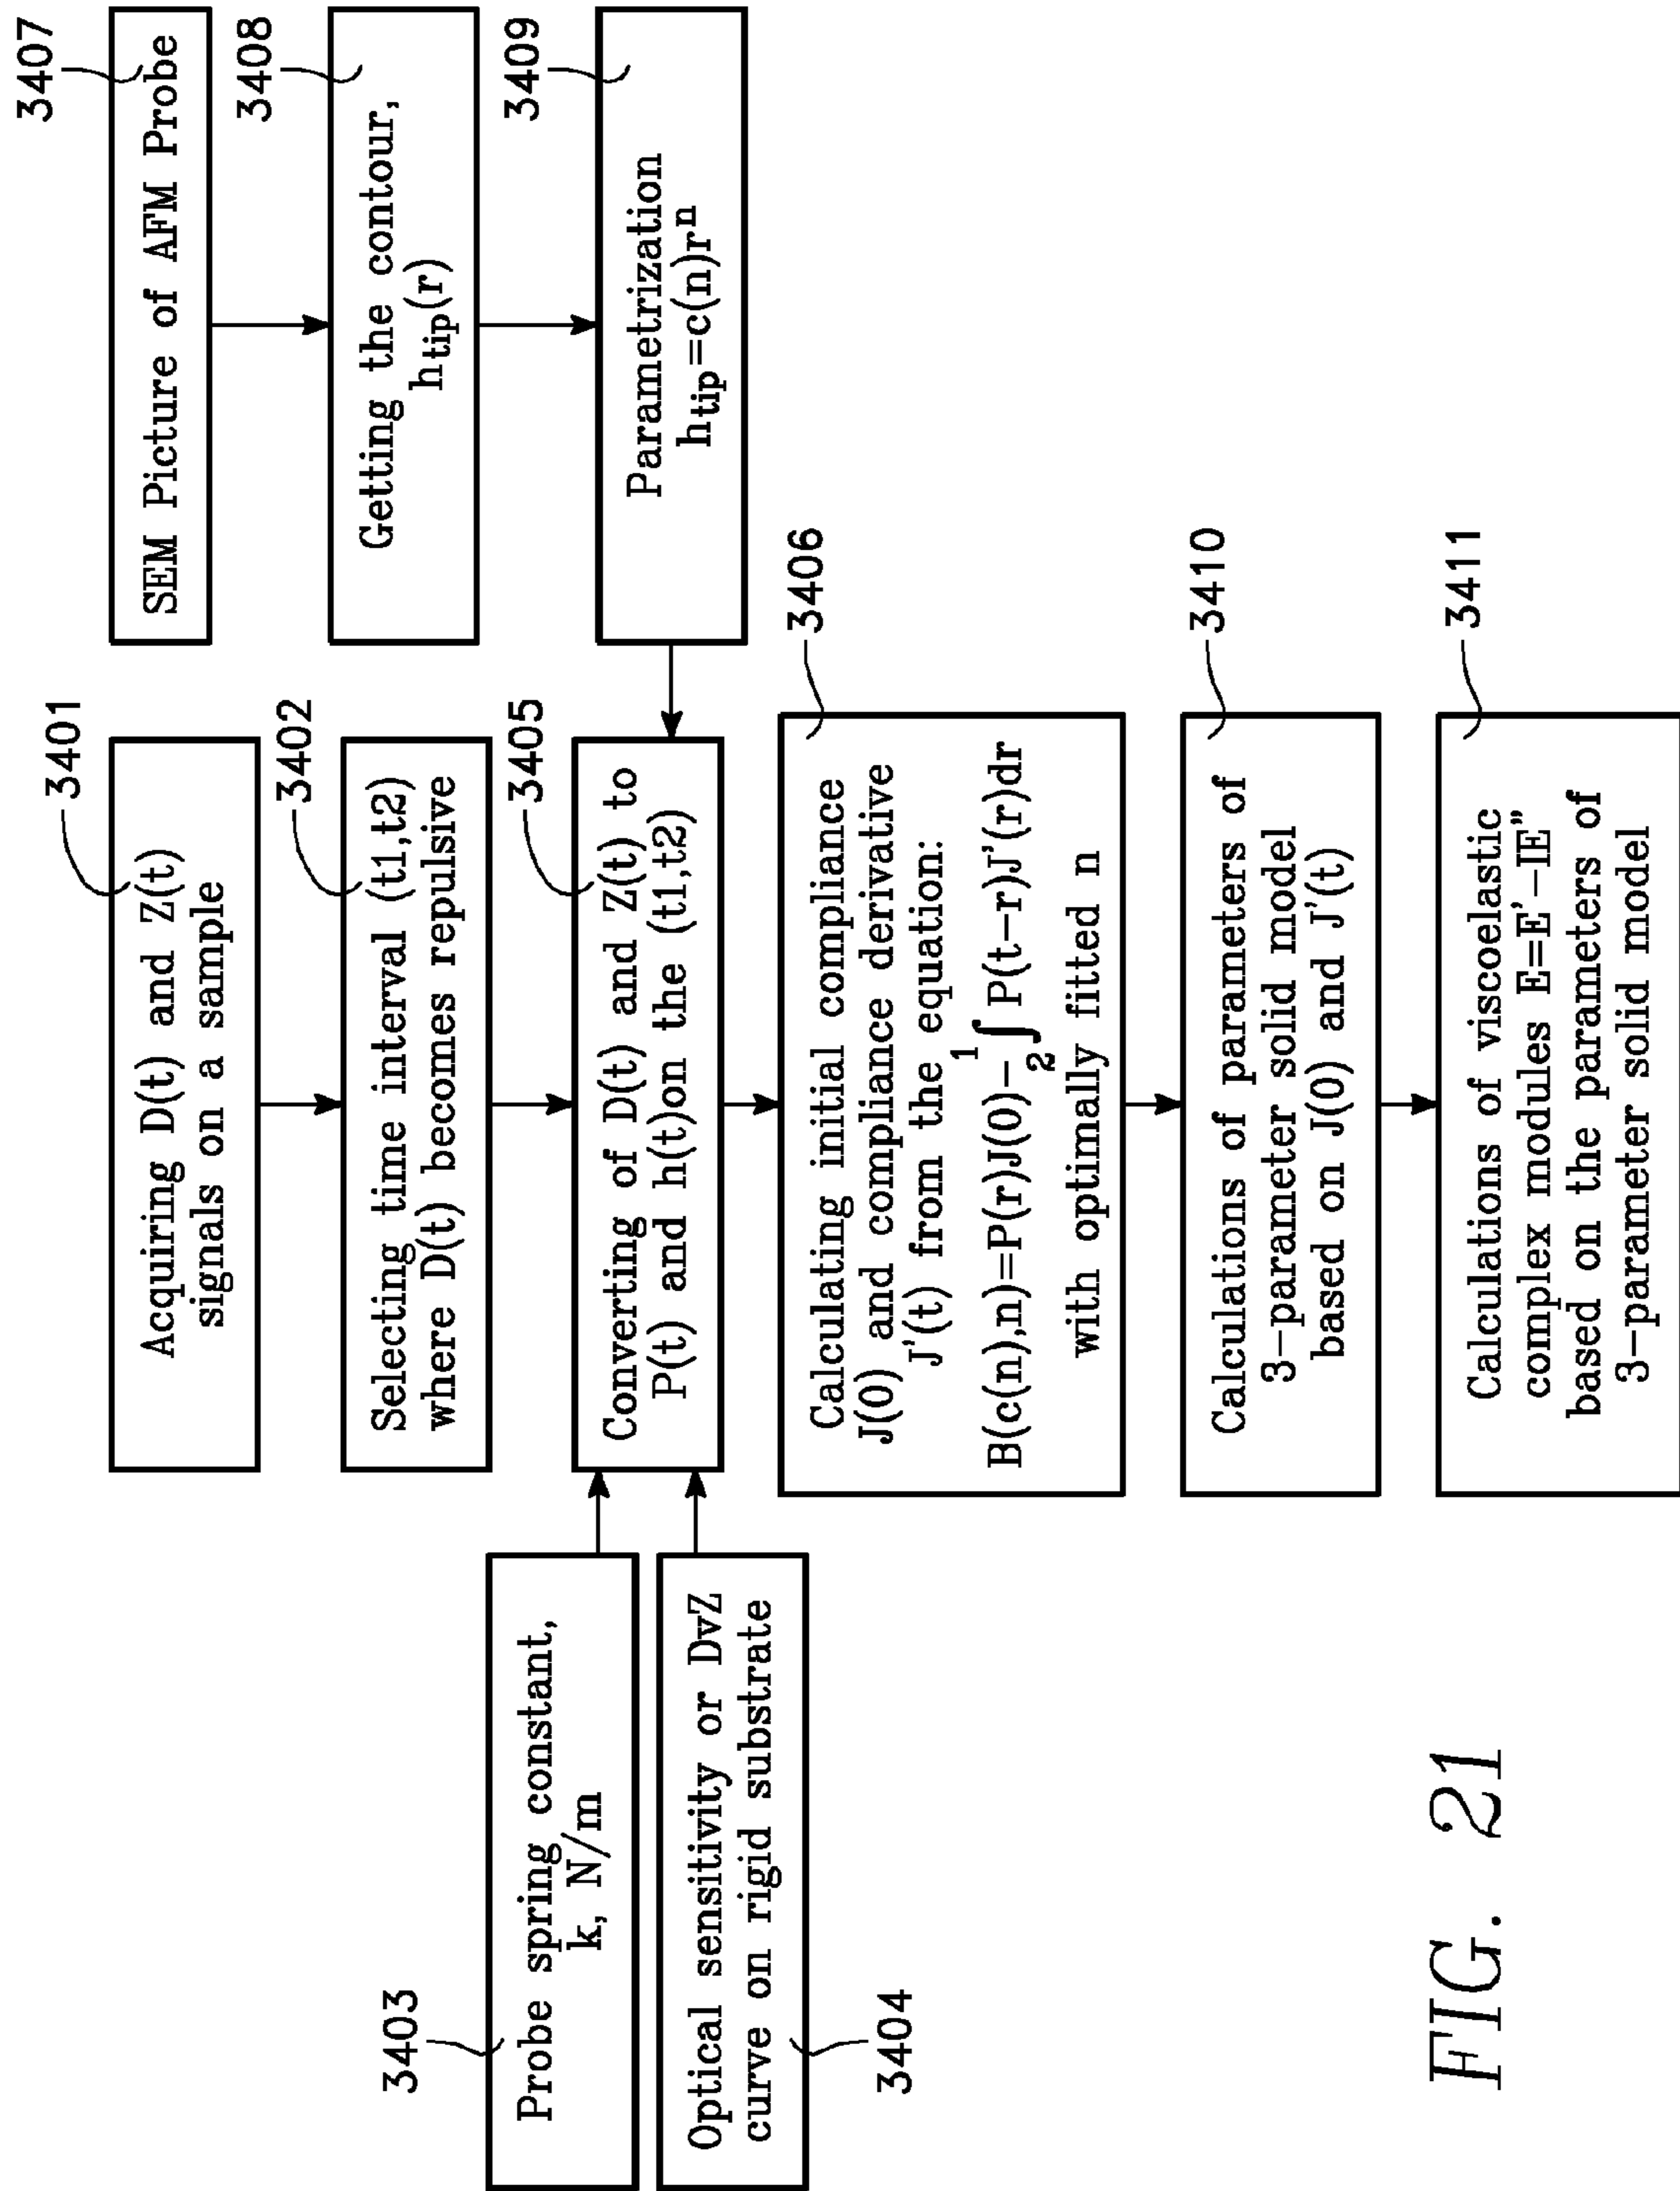 3401
Acquiring D(t) and Z(t)
signals on a sample
3402
Selecting time interval (t1,t2)
where D(t) becomes repulsive
3403
Probe spring constant,
k, N/m
3404
Optical sensitivity or DvZ
curve on rigid substrate
3405
Converting of D(t) and Z(t) to
P(t) and h(t)on the (t1,t2)
3407
SEM Picture of AFM Probe
3408
Getting the contour,
htip(r)
3409
Parametrization
htip=c(n)rⁿ
3406
Calculating initial compliance
J(0) and compliance derivative
J'(t) from the equation:
B(c(n),n)=P(r)J(0)-₂∫¹ P(t-r)J'(r)dr
with optimally fitted n
3410
Calculations of parameters of
3-parameter solid model
based on J(0) and J'(t)
3411
Calculations of viscoelastic
complex modules E=E'-IE"
based on the parameters of
3-parameter solid model
FIG. 21